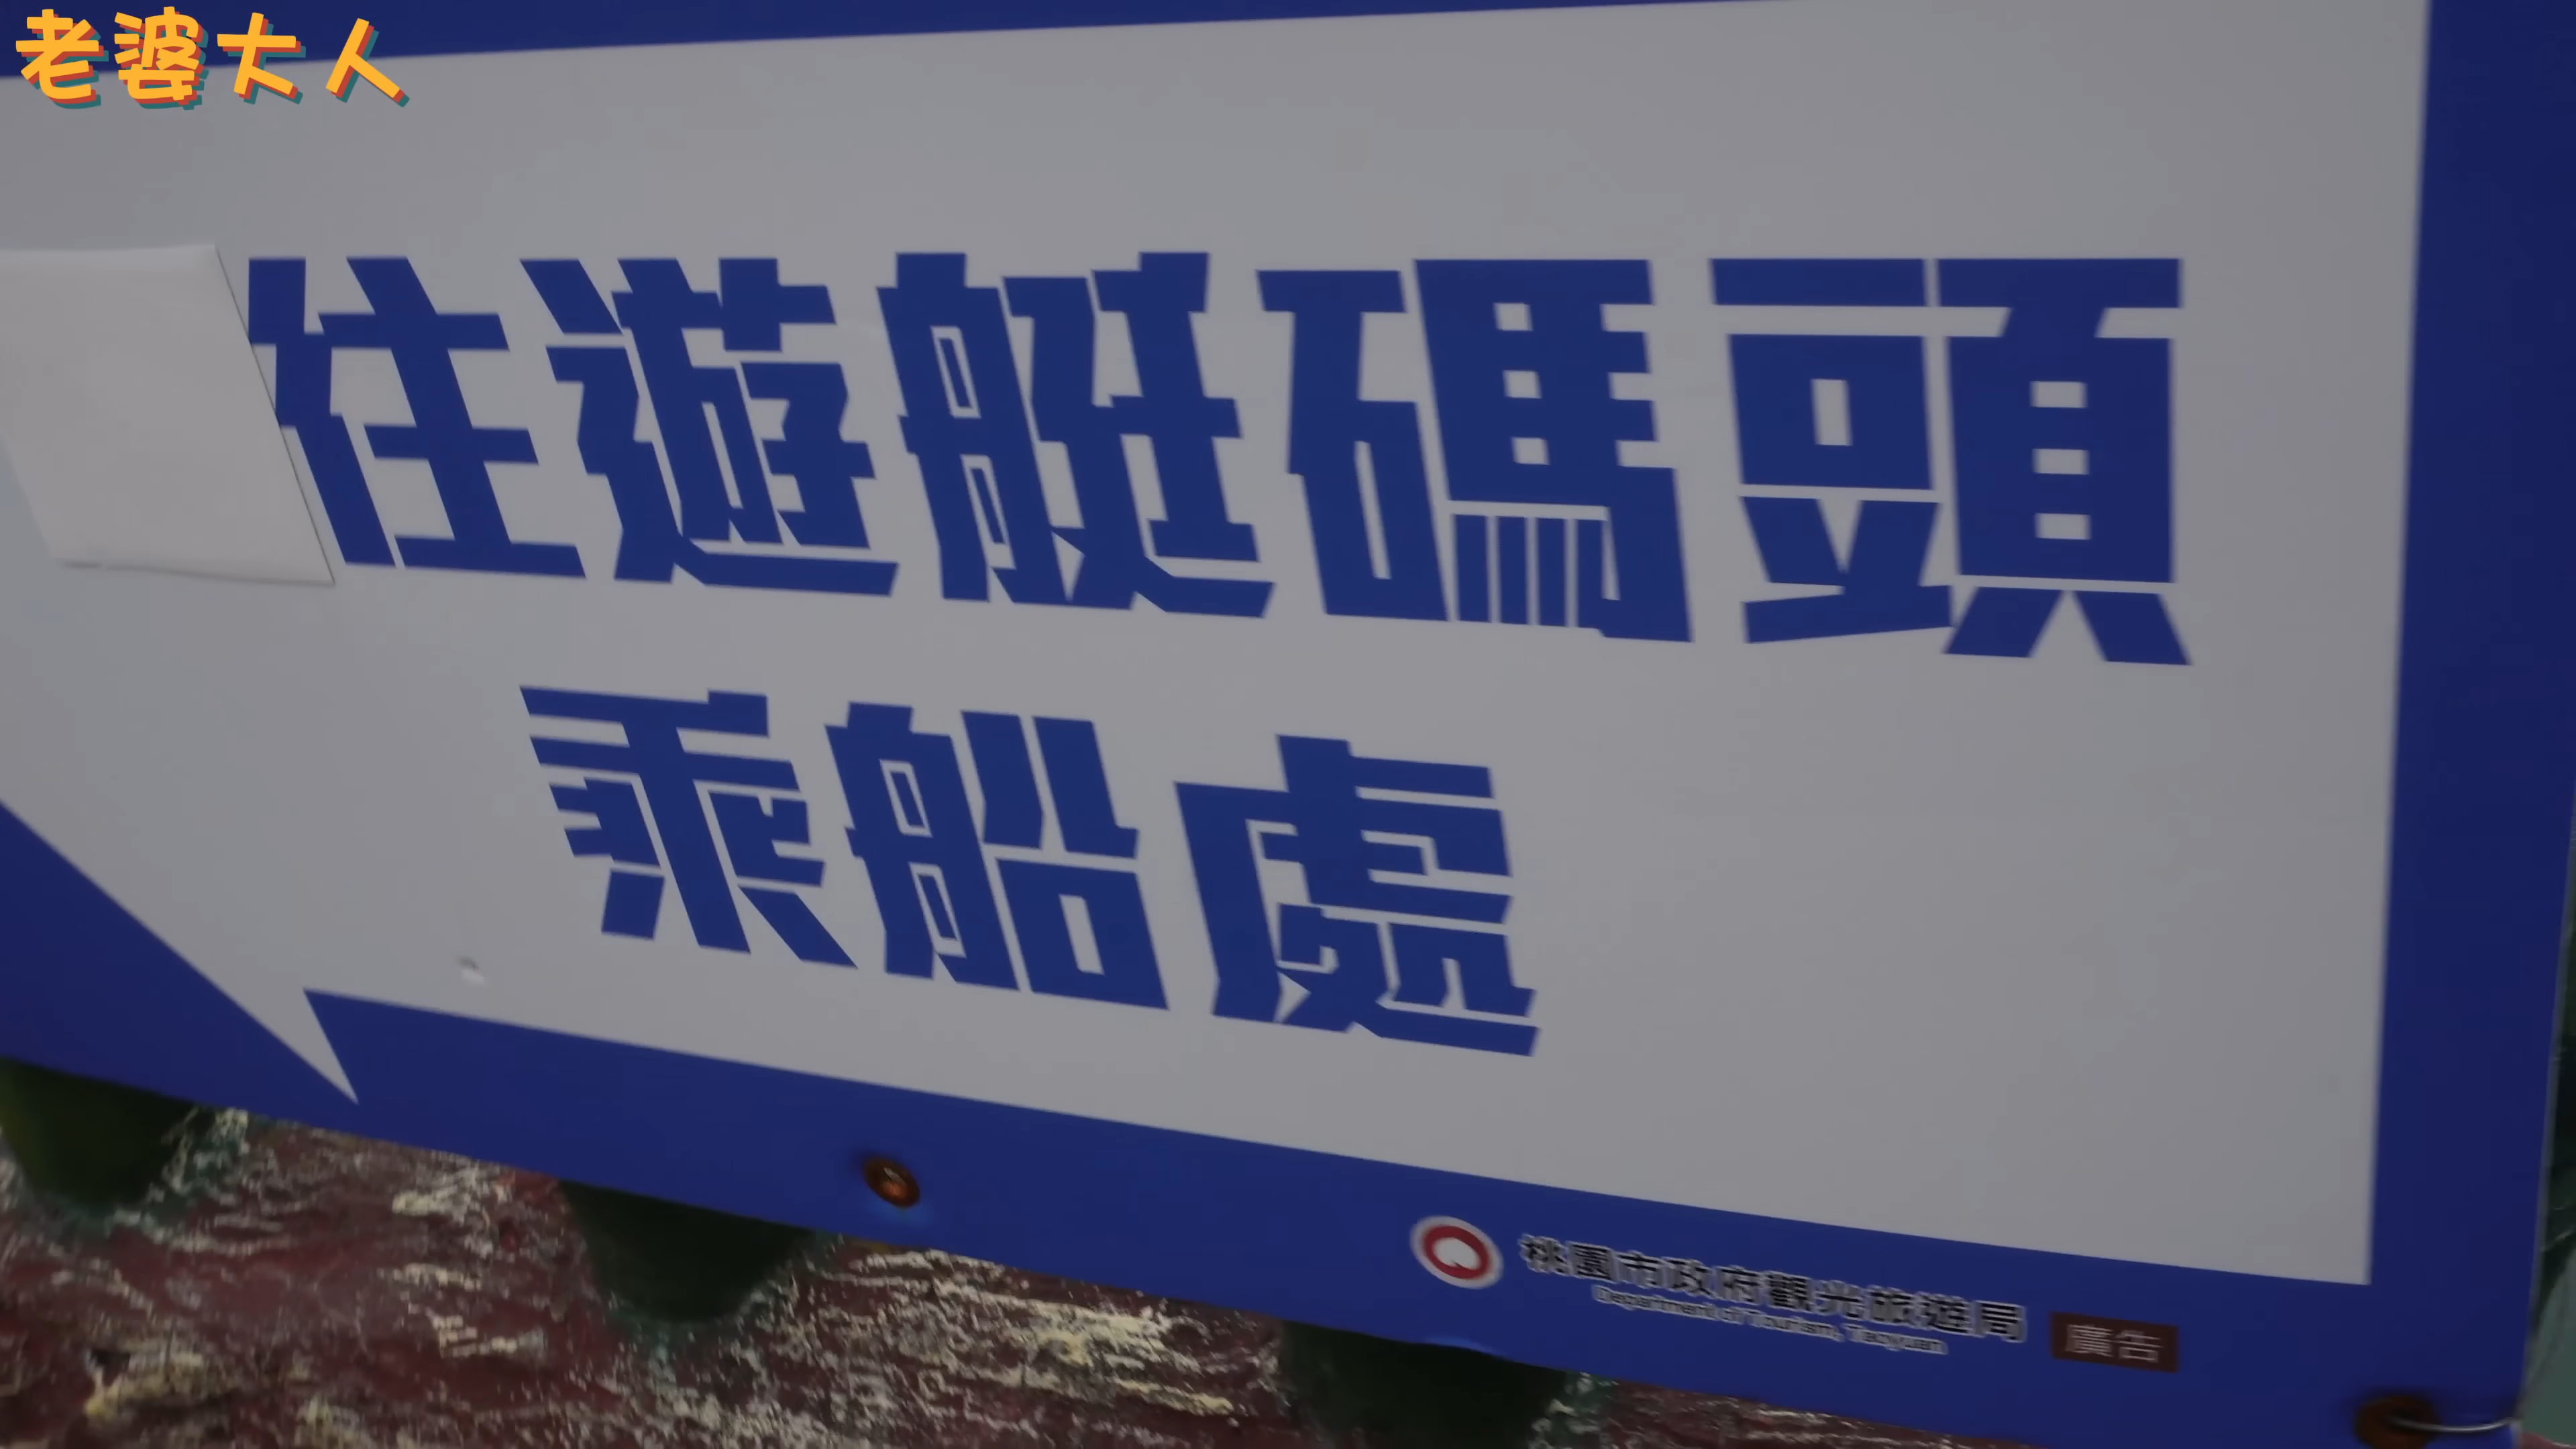 老婆大人
往遊艇碼頭
乘船處
桃園市政府觀光旅遊局
Department of Tourism, Taoyuan
廣告